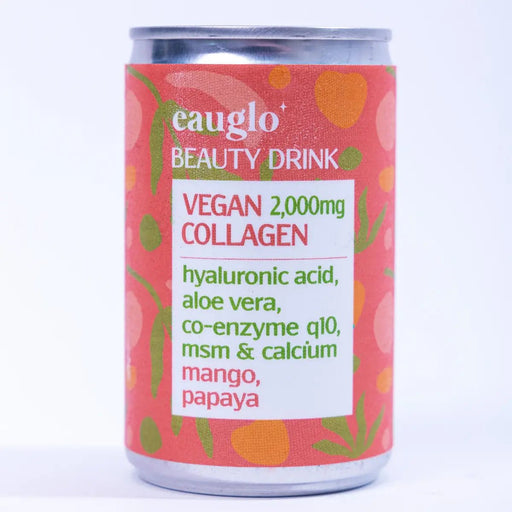 eauglo
BEAUTY DRINK
VEGAN 2,000mg
COLLAGEN
hyaluronic acid,
aloe vera,
co-enzyme q10,
msm & calcium
mango,
papaya